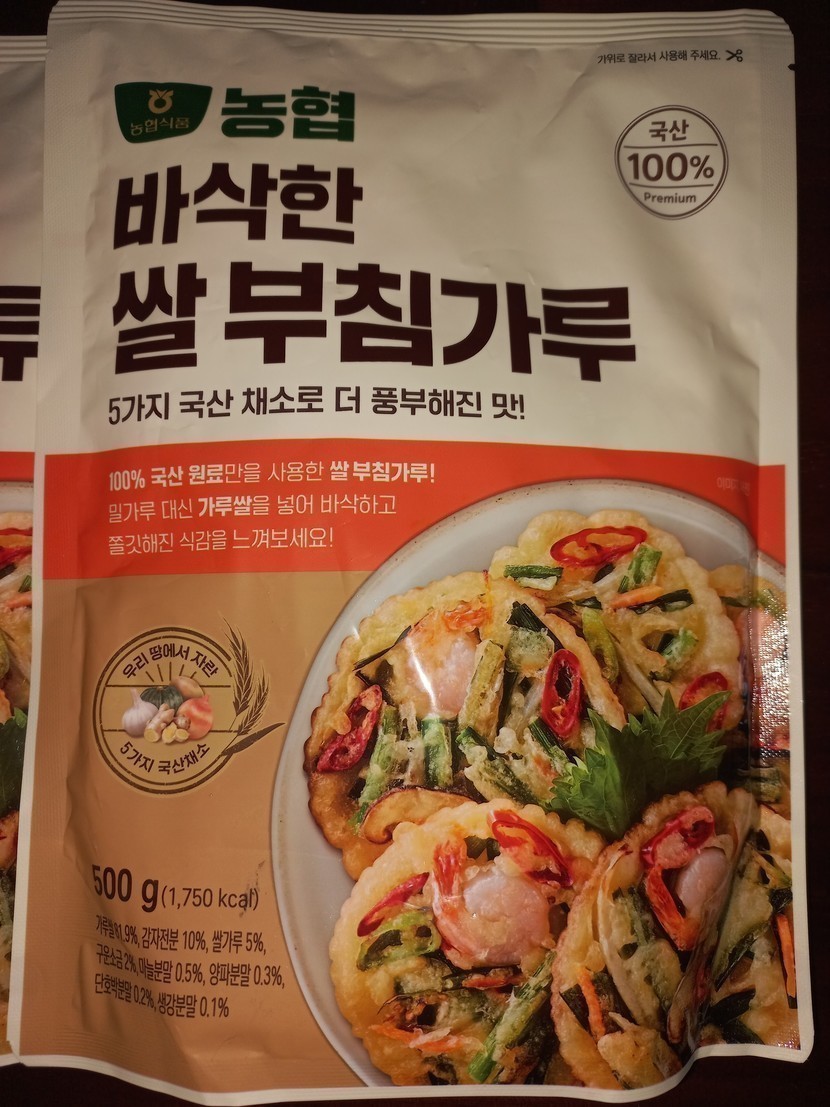 가위로 잘라서 사용해 주세요.
농협식품
농협
국산
100%
Premium
바삭한
쌀 부침가루
5가지 국산 채소로 더 풍부해진 맛!
100% 국산 원료만을 사용한 쌀 부침가루!
밀가루 대신 가루쌀을 넣어 바삭하고
쫄깃해진 식감을 느껴보세요!
우리 땅에서 자란
5가지 국산채소
500 g (1,750 kcal)
가루쌀 81.9%, 감자전분 10%, 쌀가루 5%,
구운소금 2%, 마늘분말 0.5%, 양파분말 0.3%,
단호박분말 0.2%, 생강분말 0.1%